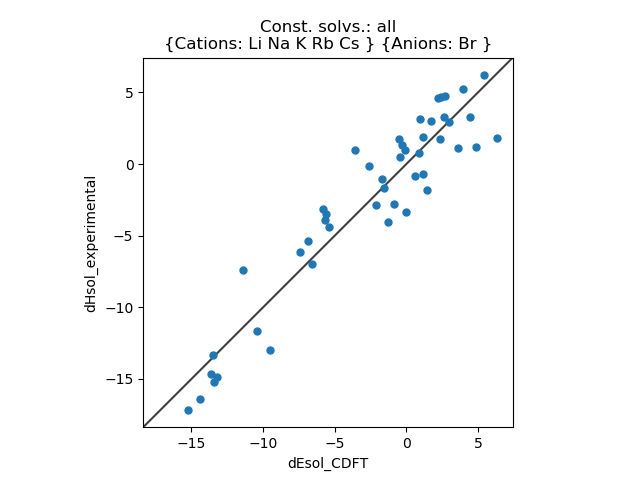 Const. solvs.: all
{Cations: Li Na K Rb Cs } {Anions: Br }
dHsol_experimental
5
0
−5
−10
−15
−15
−10
−5
0
5
dEsol_CDFT